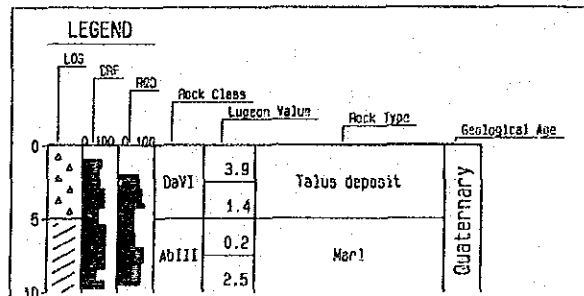 LEGEND
LOG
CRF
RQD
Rock Class
Lugeon Value
Rock Type
Geological Age
0 100 0 100
0
DaVI
3.9
Talus deposit
Quaternary
1.4
5
AbIII
0.2
Marl
2.5
10